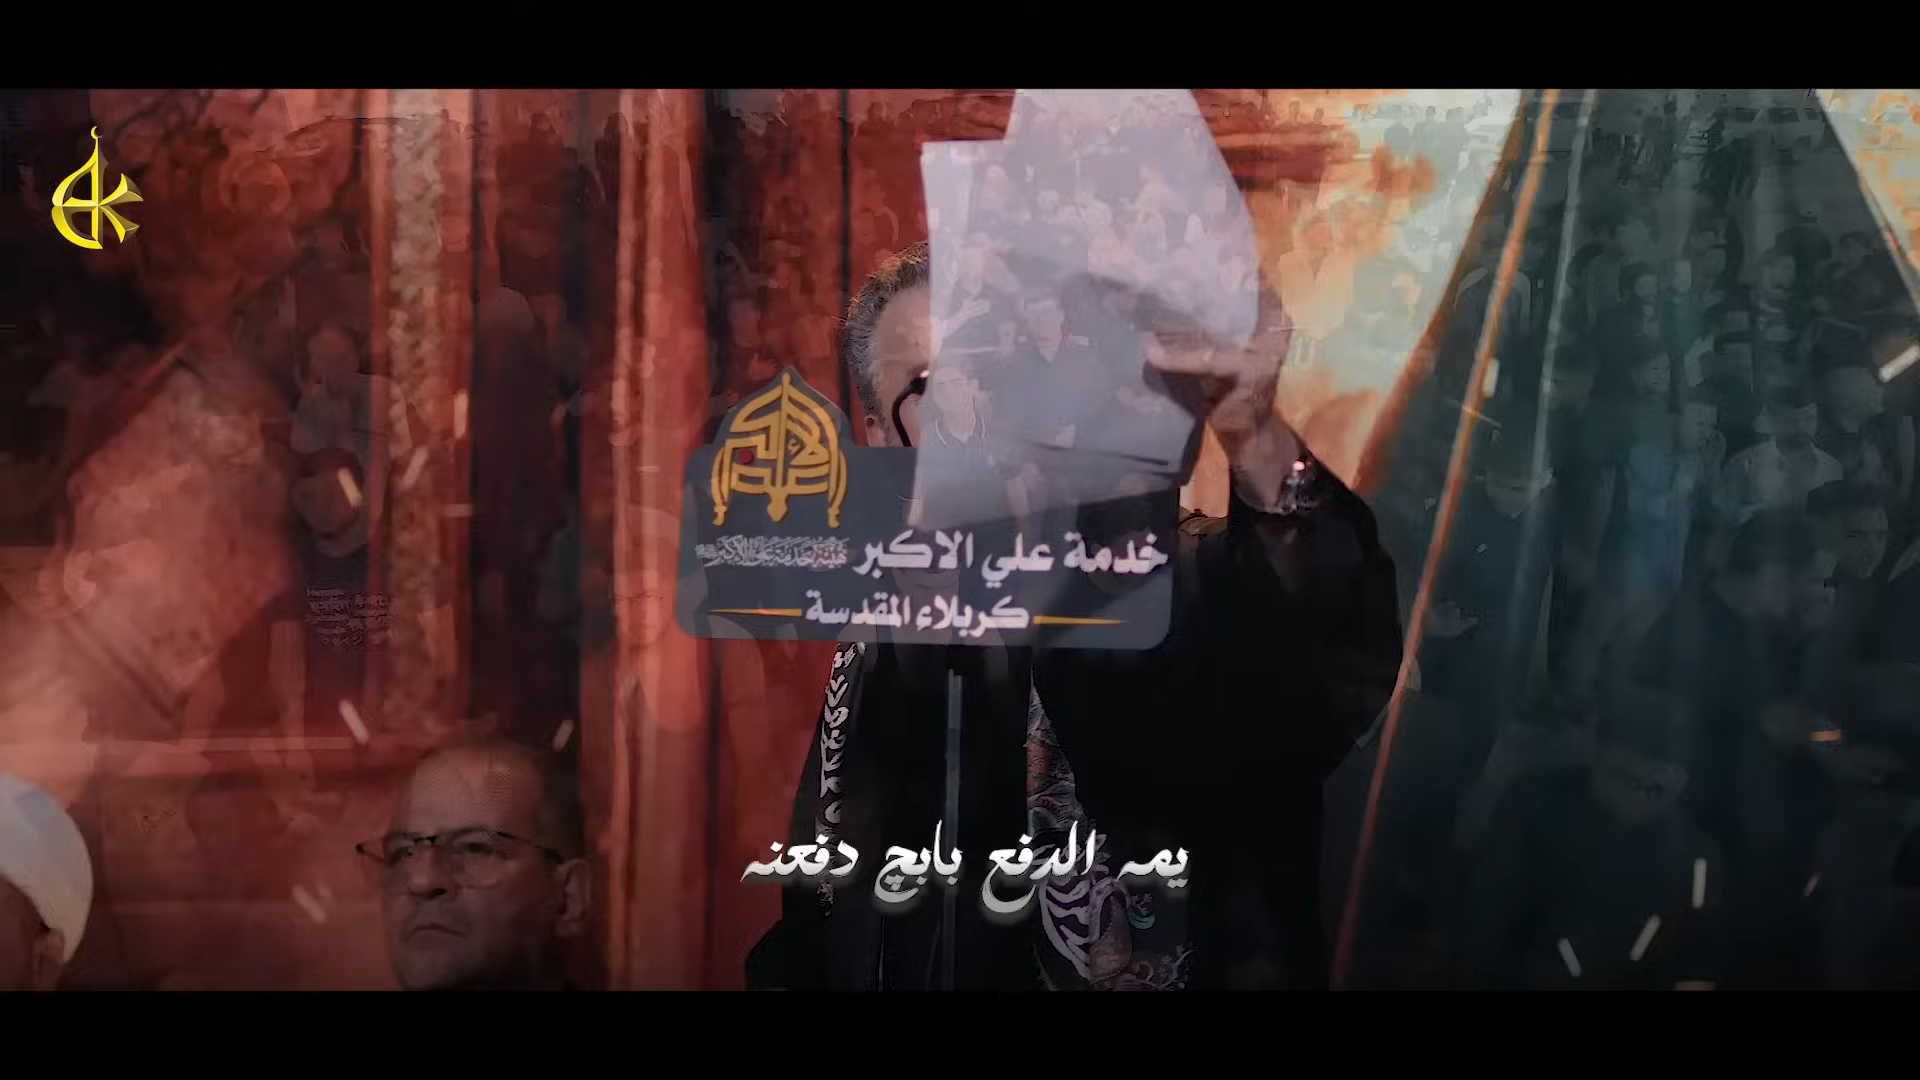 خدمة علي الاكبر
كربلاء المقدسة
يمه الدفع بابچ دفعنه